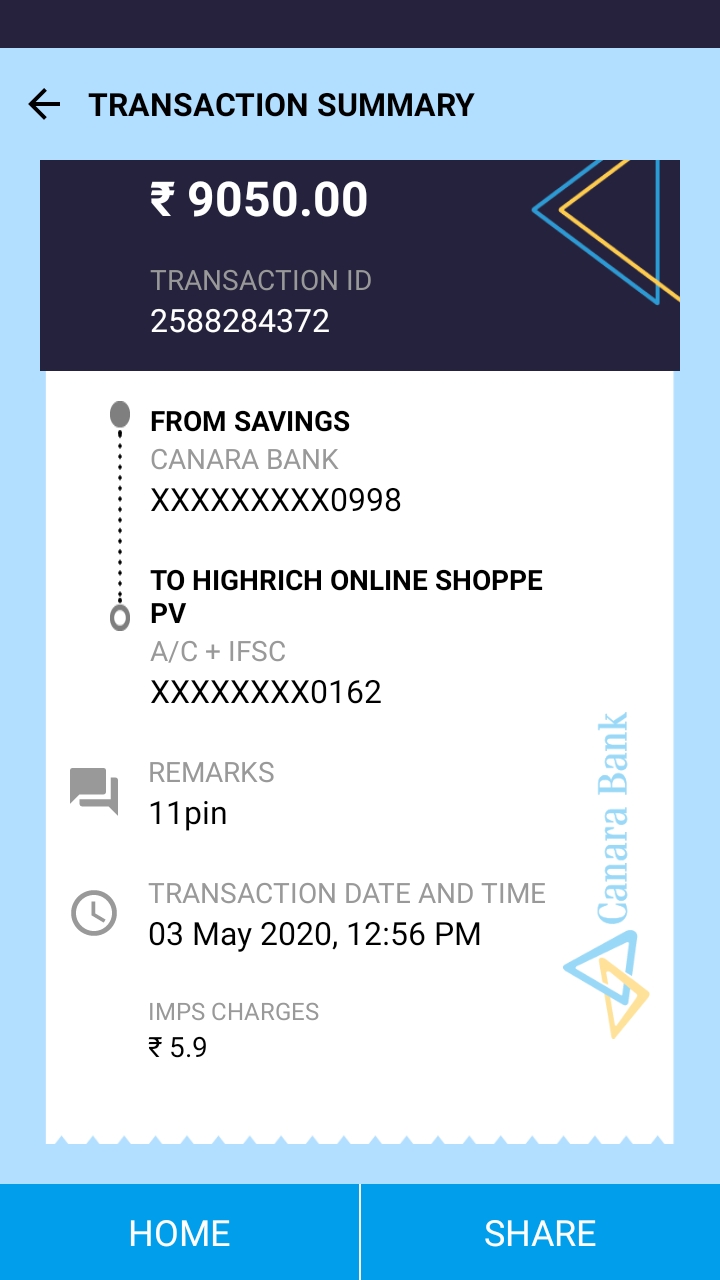 TRANSACTION SUMMARY
₹ 9050.00
TRANSACTION ID
2588284372
FROM SAVINGS
CANARA BANK
XXXXXXXXX0998
TO HIGHRICH ONLINE SHOPPE
PV
A/C + IFSC
XXXXXXXX0162
REMARKS
11pin
TRANSACTION DATE AND TIME
03 May 2020, 12:56 PM
IMPS CHARGES
₹ 5.9
Canara Bank
HOME
SHARE